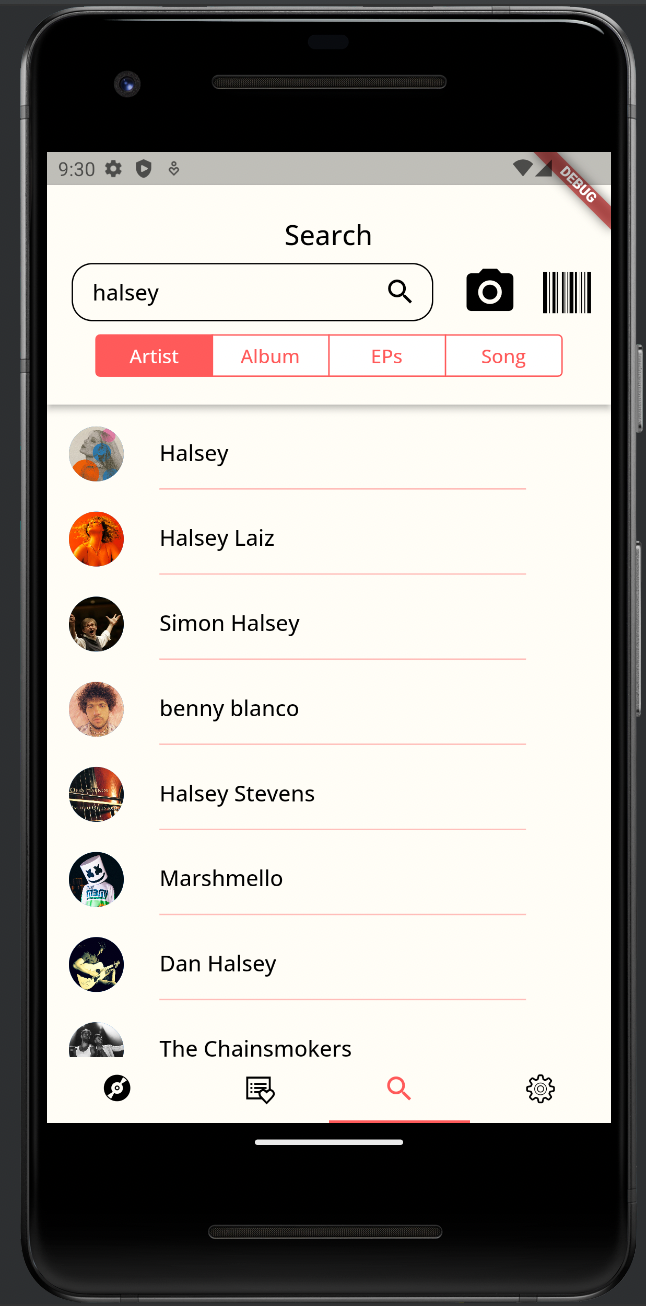 9:30
DEBUG
Search
halsey
Artist Album EPs Song
Halsey
Halsey Laiz
Simon Halsey
benny blanco
Halsey Stevens
Marshmello
Dan Halsey
The Chainsmokers